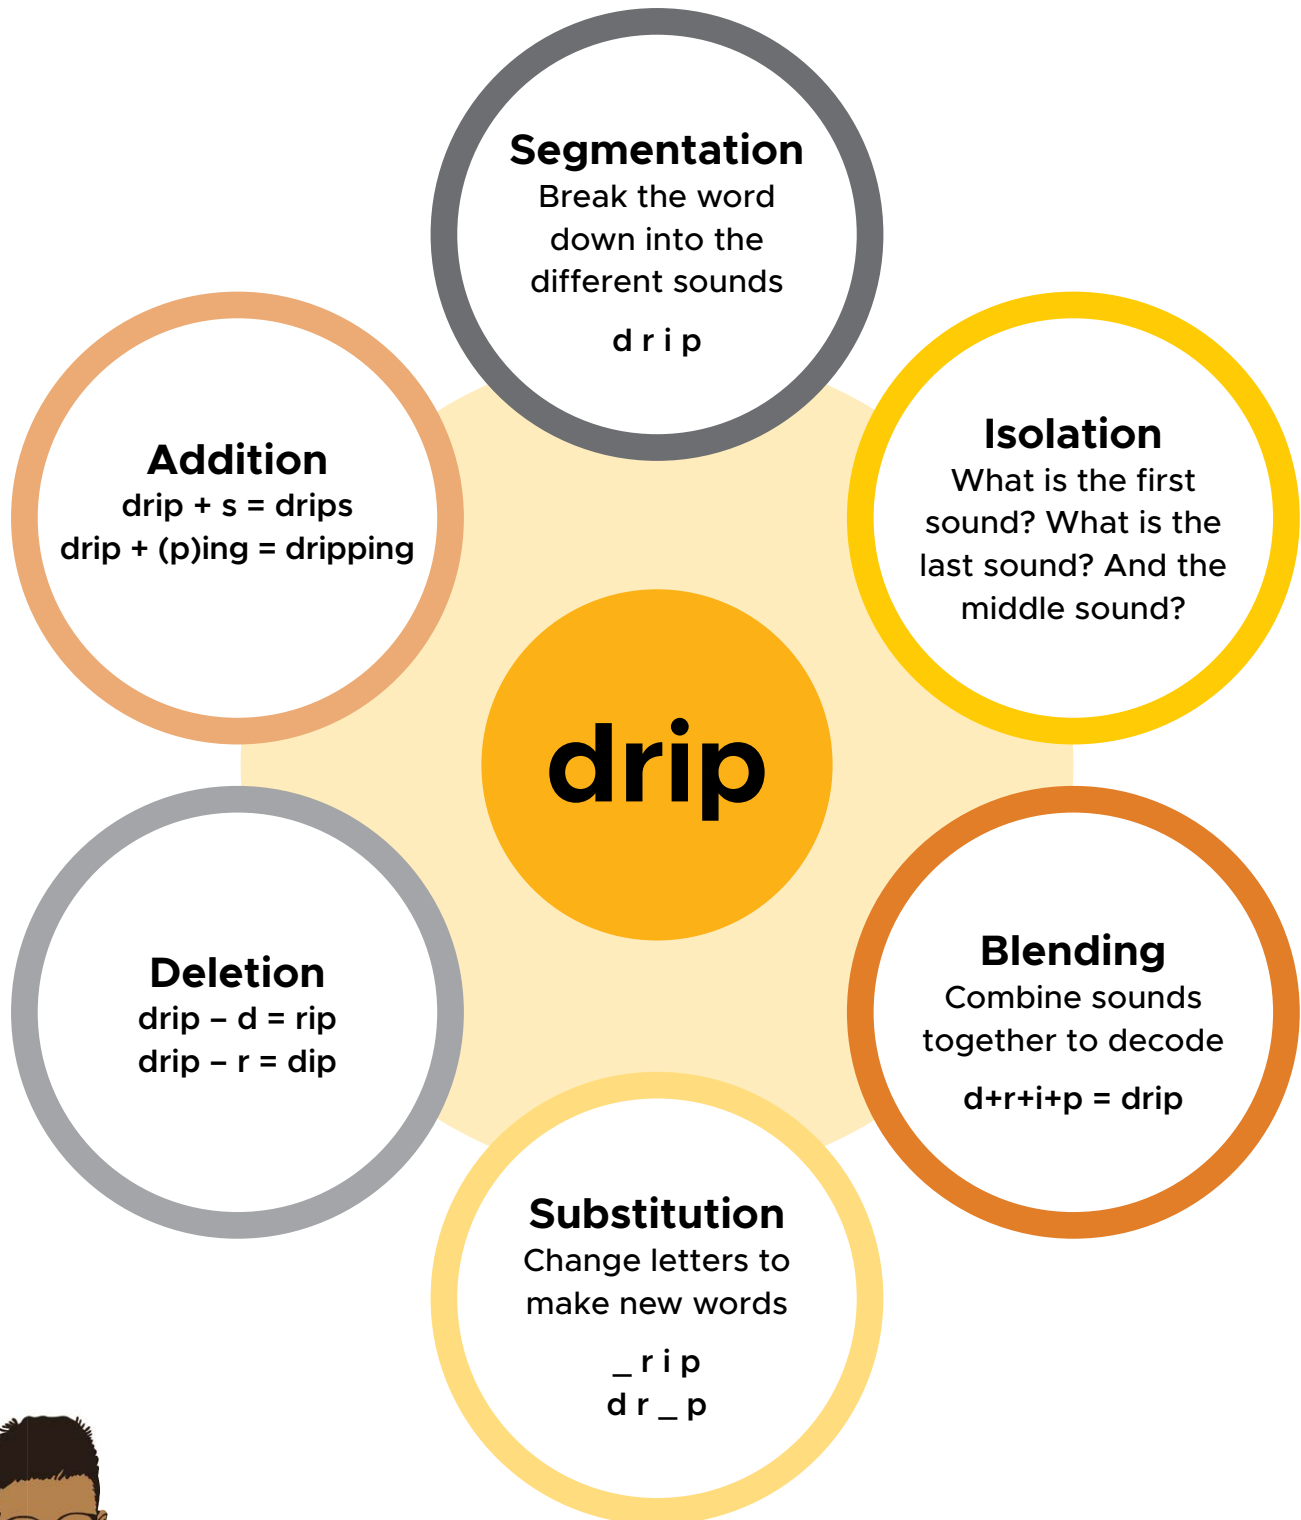 Segmentation
Break the word
down into the
different sounds
d r i p
Addition
drip + s = drips
drip + (p)ing = dripping
Isolation
What is the first
sound? What is the
last sound? And the
middle sound?
drip
Deletion
drip – d = rip
drip – r = dip
Blending
Combine sounds
together to decode
d+r+i+p = drip
Substitution
Change letters to
make new words
_ r i p
d r _ p